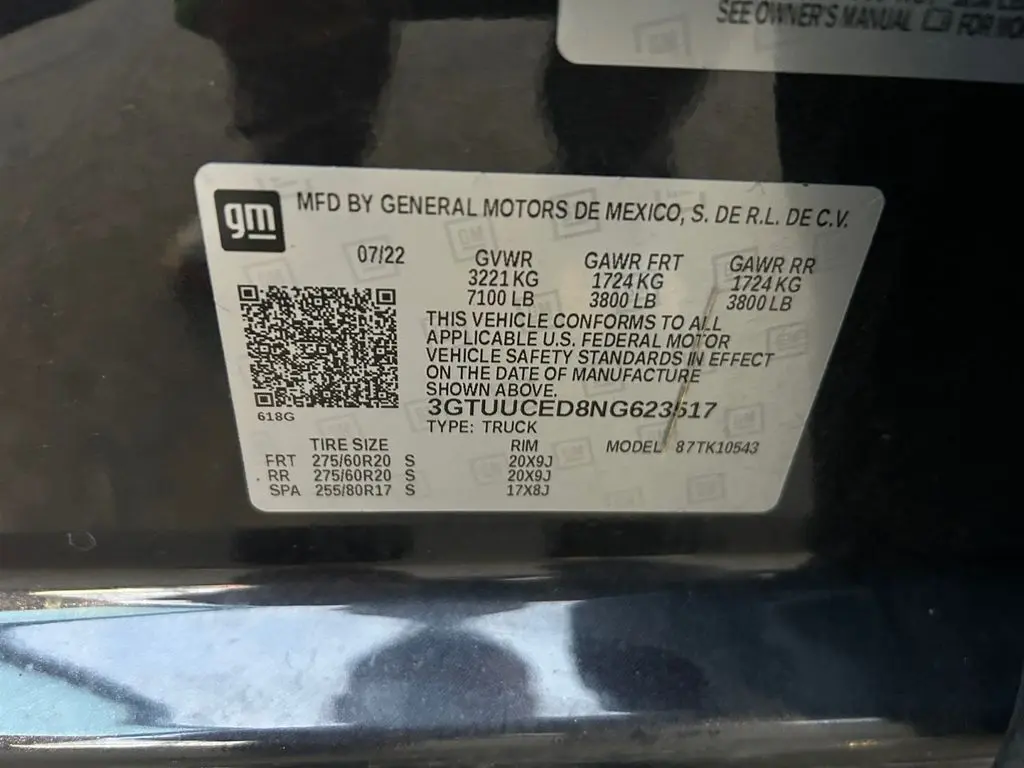 SEE OWNER'S MANUAL FOR
gm
MFD BY GENERAL MOTORS DE MEXICO, S. DE R.L. DE C.V.
07/22 GVWR GAWR FRT GAWR RR
3221 KG 1724 KG 1724 KG
7100 LB 3800 LB 3800 LB
THIS VEHICLE CONFORMS TO ALL
APPLICABLE U.S. FEDERAL MOTOR
VEHICLE SAFETY STANDARDS IN EFFECT
ON THE DATE OF MANUFACTURE
SHOWN ABOVE.
618G
3GTUUCED8NG623517
TYPE: TRUCK
TIRE SIZE RIM MODEL 87TK10543
FRT 275/60R20 S 20X9J
RR 275/60R20 S 20X9J
SPA 255/80R17 S 17X8J